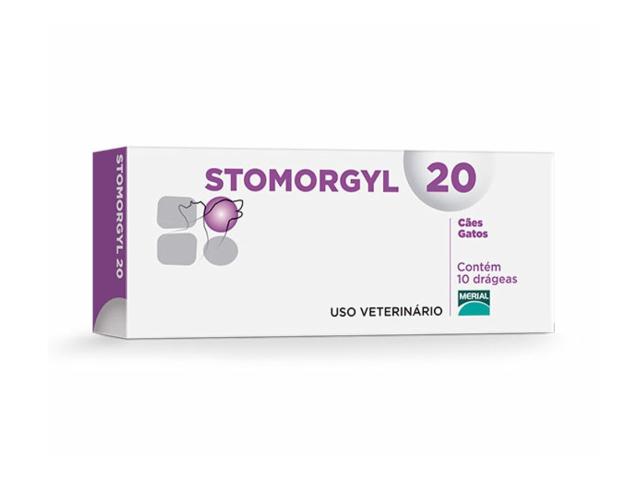 STOMORGYL 20
STOMORGYL 20
Cães
Gatos
Contém
10 drágeas
MERIAL
USO VETERINÁRIO